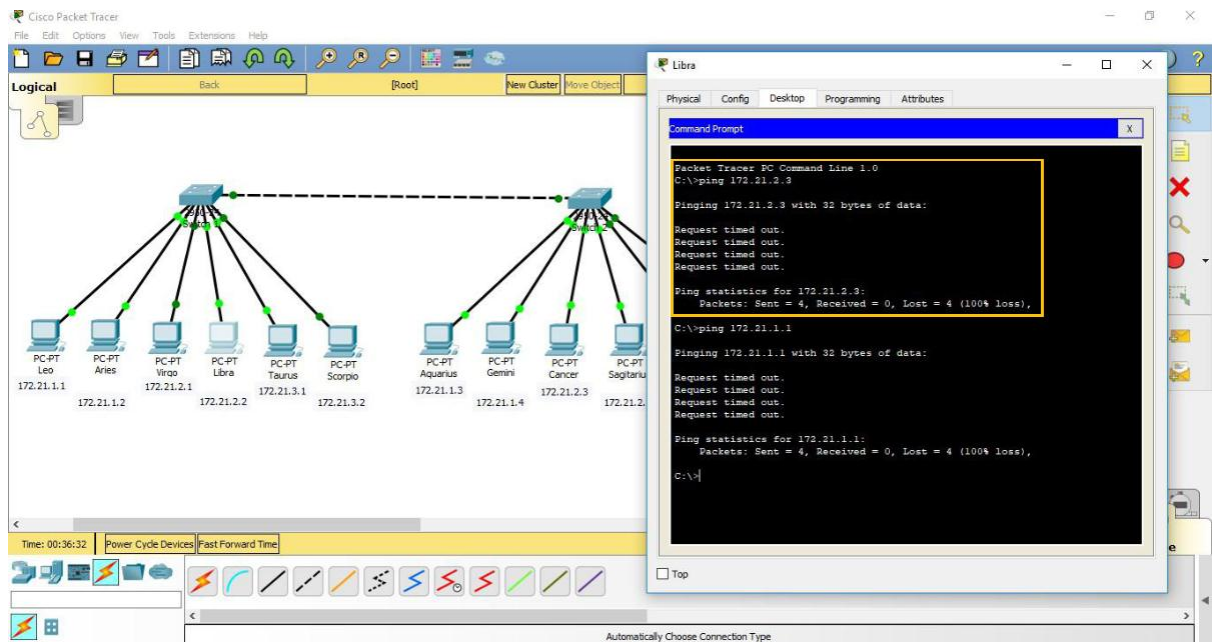 Cisco Packet Tracer
File Edit Options View Tools Extensions Help
Logical
Back
[Root]
New Cluster
Move Object
PC-PT
Leo
172.21.1.1
PC-PT
Aries
172.21.1.2
PC-PT
Virgo
172.21.2.1
PC-PT
Libra
172.21.2.2
PC-PT
Taurus
172.21.3.1
PC-PT
Scorpio
172.21.3.2
PC-PT
Aquarius
172.21.1.3
PC-PT
Gemini
172.21.1.4
PC-PT
Cancer
172.21.2.3
PC-PT
Sagitariu
172.21.2.
Libra
Physical Config Desktop Programming Attributes
Command Prompt
X
Packet Tracer PC Command Line 1.0
C:\>ping 172.21.2.3
Pinging 172.21.2.3 with 32 bytes of data:
Request timed out.
Request timed out.
Request timed out.
Request timed out.
Ping statistics for 172.21.2.3:
Packets: Sent = 4, Received = 0, Lost = 4 (100% loss),
C:\>ping 172.21.1.1
Pinging 172.21.1.1 with 32 bytes of data:
Request timed out.
Request timed out.
Request timed out.
Request timed out.
Ping statistics for 172.21.1.1:
Packets: Sent = 4, Received = 0, Lost = 4 (100% loss),
C:\>
Top
Time: 00:36:32
Power Cycle Devices
Fast Forward Time
Automatically Choose Connection Type